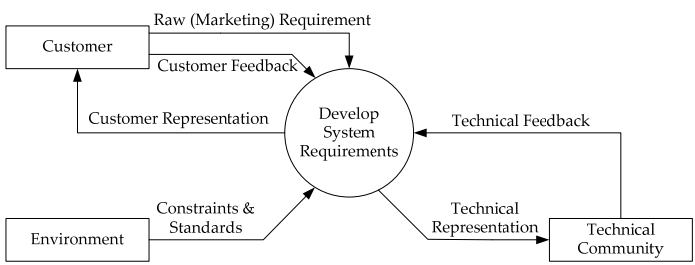 Raw (Marketing) Requirement
Customer
Customer Feedback
Develop
System
Requirements
Customer Representation
Technical Feedback
Constraints &
Standards
Environment
Technical
Representation
Technical
Community